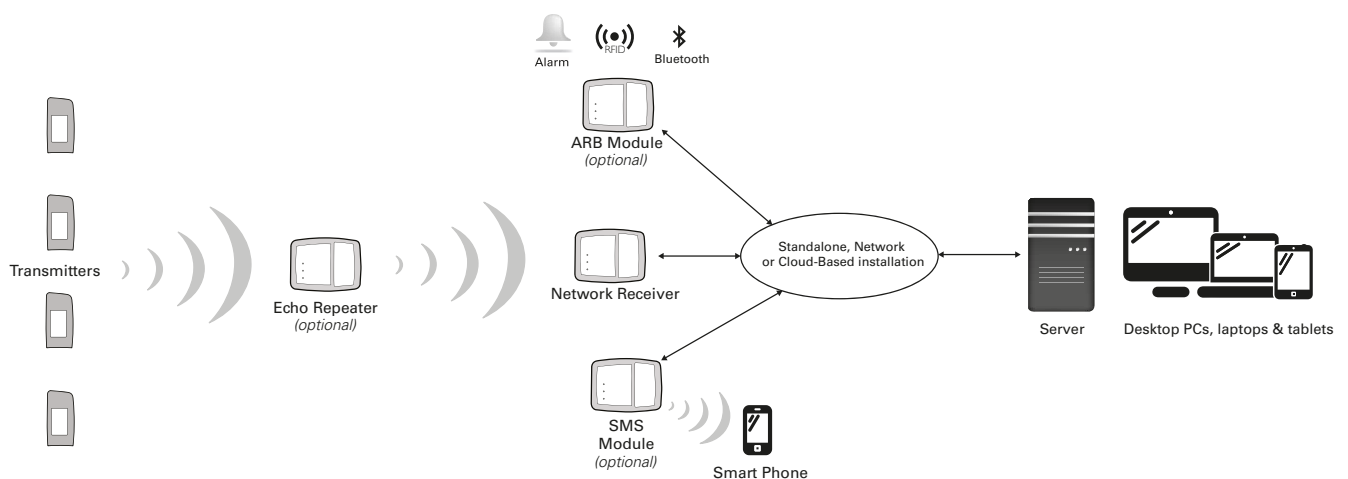 Alarm
RFID
Bluetooth
ARB Module
(optional)
Transmitters
Echo Repeater
(optional)
Network Receiver
Standalone, Network
or Cloud-Based installation
Server
Desktop PCs, laptops & tablets
SMS
Module
(optional)
Smart Phone